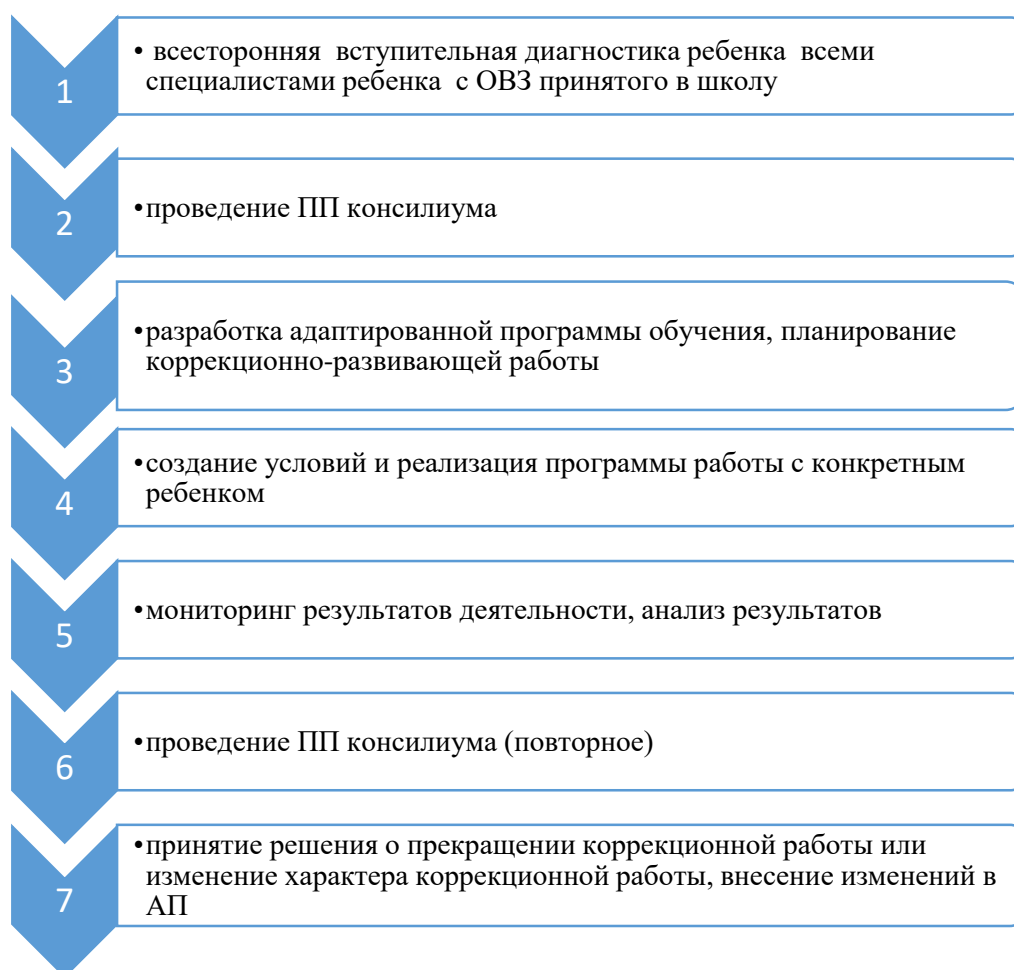 1
• всесторонняя вступительная диагностика ребенка всеми
специалистами ребенка с ОВЗ принятого в школу
2
•проведение ПП консилиума
3
•разработка адаптированной программы обучения, планирование
коррекционно-развивающей работы
4
•создание условий и реализация программы работы с конкретным
ребенком
5
•мониторинг результатов деятельности, анализ результатов
6
•проведение ПП консилиума (повторное)
7
•принятие решения о прекращении коррекционной работы или
изменение характера коррекционной работы, внесение изменений в
АП